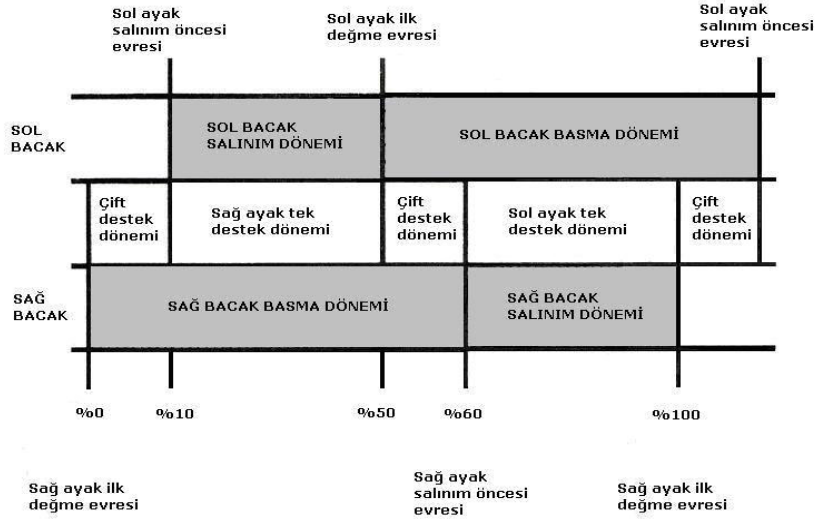 Sol ayak
salınım öncesi
evresi
Sol ayak ilk
değme evresi
Sol ayak
salınım öncesi
evresi
SOL
BACAK
SOL BACAK
SALINIM DÖNEMİ
SOL BACAK BASMA DÖNEMİ
Çift
destek
dönemi
Sağ ayak tek
destek dönemi
Çift
destek
dönemi
Sol ayak tek
destek dönemi
Çift
destek
dönemi
SAĞ
BACAK
SAĞ BACAK BASMA DÖNEMİ
SAĞ BACAK
SALINIM DÖNEMİ
%0
%10
%50
%60
%100
Sağ ayak ilk
değme evresi
Sağ ayak
salınım öncesi
evresi
Sağ ayak ilk
değme evresi